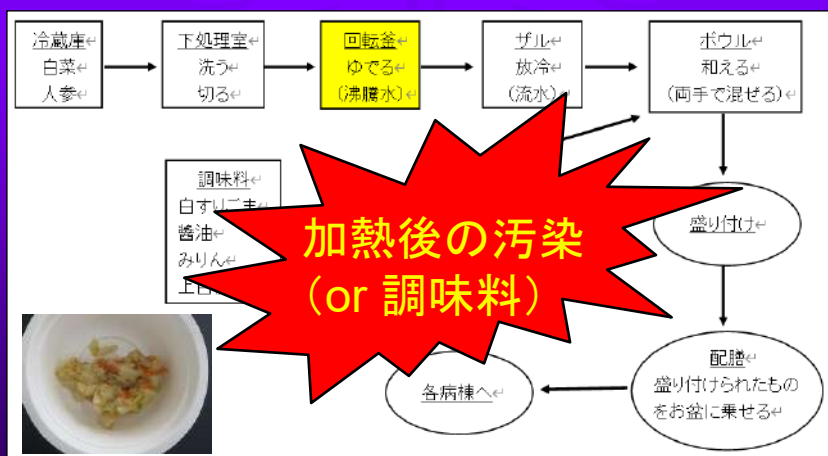 冷蔵庫
白菜
人参
下処理室
洗う
切る
回転釜
ゆでる
(沸騰水)
ザル
放冷
(流水)
ボウル
和える
(両手で混ぜる)
調味料
白すりごま
醤油
みりん
加熱後の汚染
(or 調味料)
盛り付け
配膳
盛り付けられたもの
をお盆に乗せる
各病棟へ